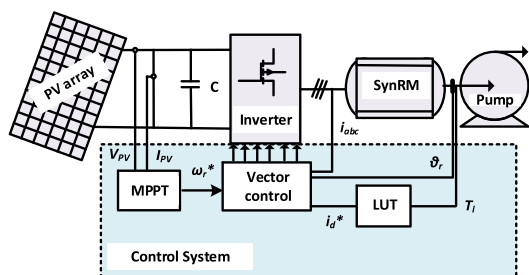 PV array
C
Inverter
SynRM
Pump
i_abc
V_PV
I_PV
ω_r*
ϑ_r
MPPT
Vector
control
i_d*
LUT
T_l
Control System